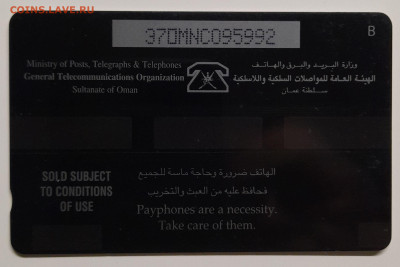 COINS.LAVE.RU
37OMNC095992
B
Ministry of Posts, Telegraphs & Telephones
General Telecommunications Organization
Sultanate of Oman
وزارة البريد والبرق والهاتف
الهيئة العامة للمواصلات السلكية واللاسلكية
سلطنة عمان
SOLD SUBJECT
TO CONDITIONS
OF USE
الهاتف ضرورة وحاجة ماسة للجميع
فحافظ عليه من العبث والتخريب
Payphones are a necessity.
Take care of them.